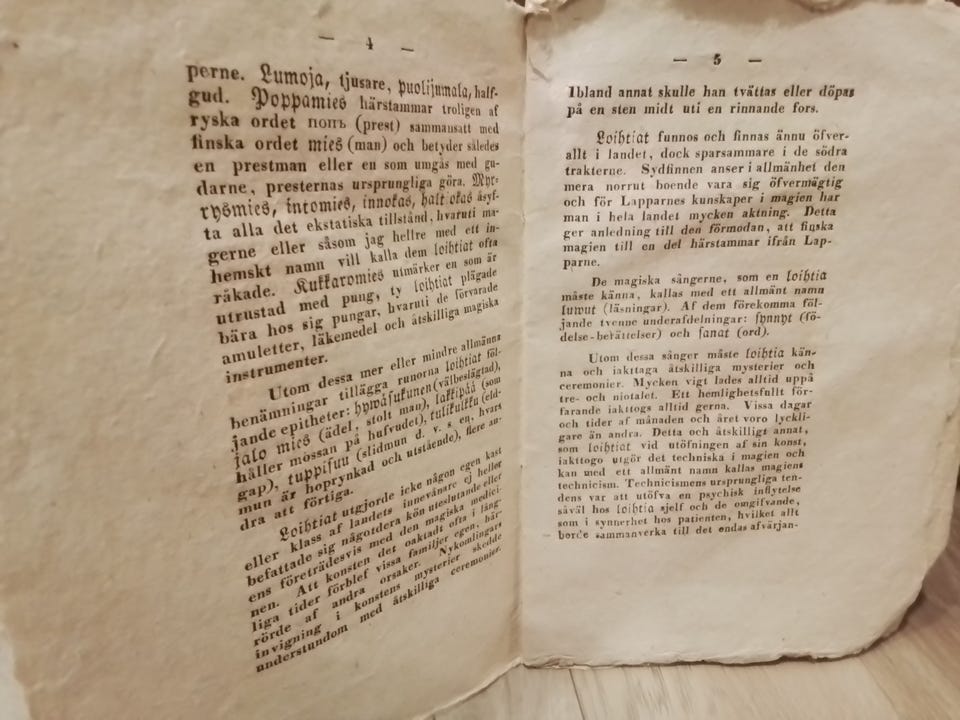 — 4 —
perne. Lumoja, tjusare, puolijumala, half-
gud. Poppamies härstammar troligen af
ryska ordet попъ (prest) sammansatt med
finska ordet mies (man) och betyder således
en prestman eller en som umgås med gu-
darne, presternas ursprungliga göra. Myr-
rysmies, intomies, innokas, halt'okas åsyf-
ta alla det ekstatiska tillstånd, hvaruti ma-
gerne eller såsom jag hellre med ett in-
hemskt namn vill kalla dem loihtiat ofta
råkade. Kukkaromies utmärker en som är
utrustad med pung, ty loihtiat plägade
bära hos sig pungar, hvaruti de förvarade
amuletter, läkemedel och åtskilliga magiska
instrumenter.
Utom dessa mer eller mindre allmänna
benämningar tillägga runorna loihtiat föl-
jande epitheter: hywäsukunen (välbeslägtad),
jalo mies (ädel, stolt man), lakkipää (som
håller mössan på hufvudet), tulikulkku (eld-
gap), tuppisuu (slidmun d. v. s en, hvars
mun är hoprynkad och utstående), flere an-
dra att förtiga.
Loihtiat utgjorde icke någon egen kast
eller klass af landets innevånare ej heller
befattade sig någotdera kön uteslutande eller
ens företrädesvis med den magiska medici-
nen. Att konsten det oaktadt ofta i lång-
liga tider förblef vissa familjer egen, här-
rörde af andra orsaker. Nykomlingars
invigning i konstens mysterier skedde
understundom med åtskilliga ceremonier.
— 5 —
Ibland annat skulle han tvättas eller döpas
på en sten midt uti en rinnande fors.
Loihtiat funnos och finnas ännu öfver-
allt i landet, dock sparsammare i de södra
trakterne. Sydfinnen anser i allmänhet den
mera norrut boende vara sig öfvermägtig
och för Lapparnes kunskaper i magien har
man i hela landet mycken aktning. Detta
ger anledning till den förmodan, att finska
magien till en del härstammar ifrån Lap-
parne.
De magiska sångerne, som en loihtia
måste känna, kallas med ett allmänt namn
luwut (läsningar). Af dem förekomma föl-
jande tvenne underafdelningar: synnyt (fö-
delse-berättelser) och sanat (ord).
Utom dessa sånger måste loihtia kän-
na och iakttaga åtskilliga mysterier och
ceremonier. Mycken vigt lades alltid uppå
tre- och niotalet. Ett hemlighetsfullt för-
farande iakttogs alltid gerna. Vissa dagar
och tider af månaden och året voro lyckli-
gare än andra. Detta och åtskilligt annat,
som loihtiat vid utöfningen af sin konst,
iakttogo utgör det techniska i magien och
kan med ett allmänt namn kallas magiens
technicism. Technicismens ursprungliga ten-
dens var att utöfva en psychisk inflytelse
såväl hos loihtia sjelf och de omgifvande,
som i synnerhet hos patienten, hvilket allt
borde sammanverka till det ondas afvärjan-